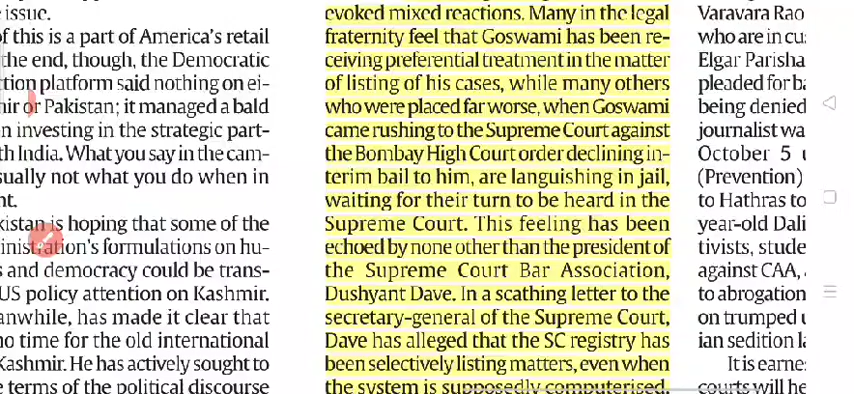 issue.
of this is a part of America's retail
the end, though, the Democratic
tion platform said nothing on ei-
or Pakistan; it managed a bald
n investing in the strategic part-
th India. What you say in the cam-
sually not what you do when in
nt.
kistan is hoping that some of the
formulations on hu-
s and democracy could be trans-
US policy attention on Kashmir.
anwhile, has made it clear that
no time for the old international
Kashmir. He has actively sought to
e terms of the political discourse
evoked mixed reactions. Many in the legal
fraternity feel that Goswami has been re-
ceiving preferential treatment in the matter
of listing of his cases, while many others
who were placed far worse, when Goswami
came rushing to the Supreme Court against
the Bombay High Court order declining in-
terim bail to him, are languishing in jail,
waiting for their turn to be heard in the
Supreme Court. This feeling has been
echoed by none other than the president of
the Supreme Court Bar Association,
Dushyant Dave. In a scathing letter to the
secretary-general of the Supreme Court,
Dave has alleged that the SC registry has
been selectively listing matters, even when
the system is supposedly computerised.
Varavara Rao
who are in cu
Elgar Parisha
pleaded for ba
being denied
journalist wa
October 5 u
(Prevention)
to Hathras to
year-old Dali
tivists, stude
against CAA,
to abrogation
on trumped u
ian sedition la
It is earne
courts will he